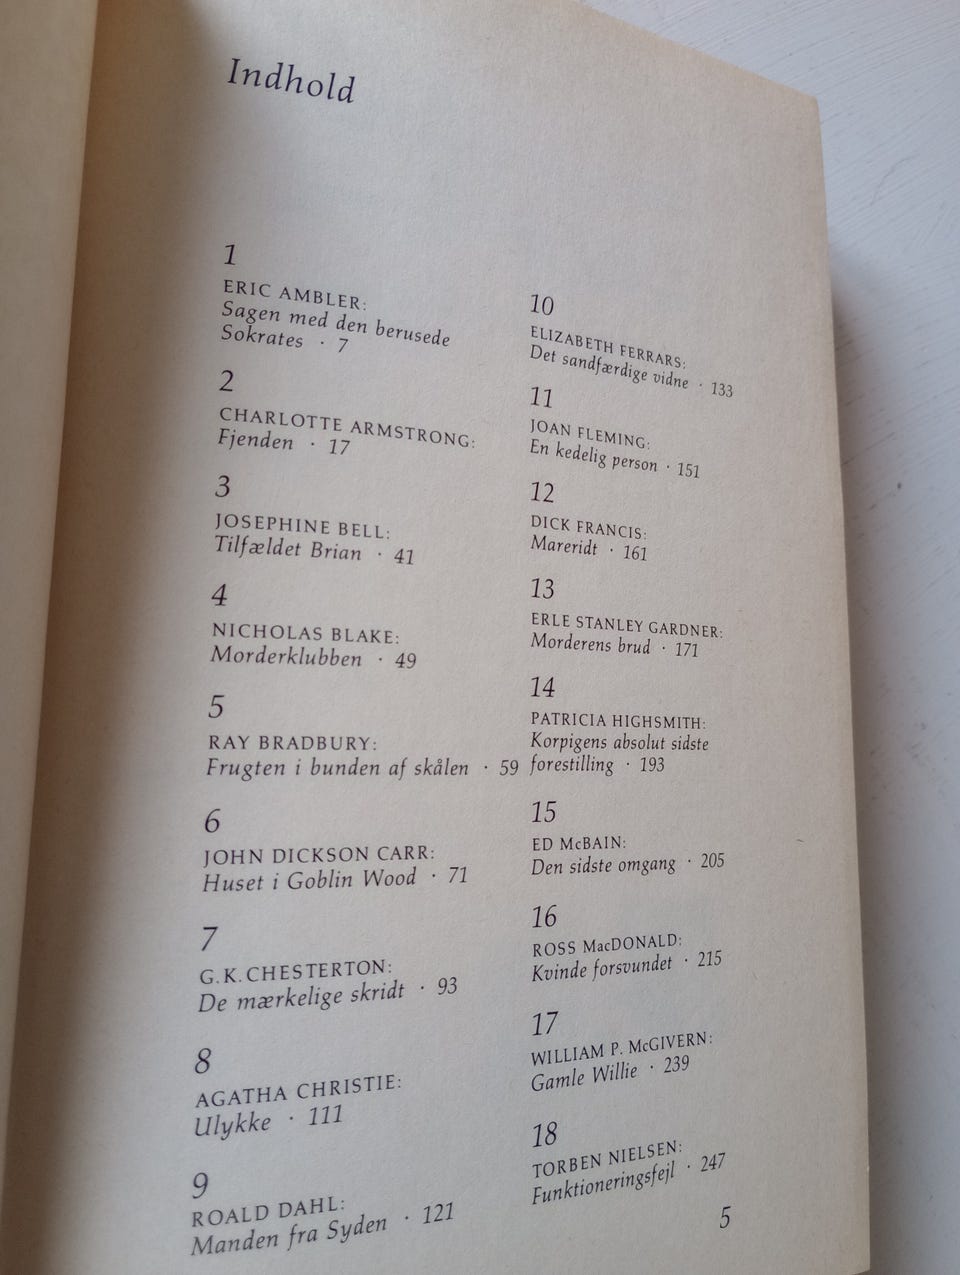 Indhold
1
ERIC AMBLER:
Sagen med den berusede
Sokrates · 7
2
CHARLOTTE ARMSTRONG:
Fjenden · 17
3
JOSEPHINE BELL:
Tilfældet Brian · 41
4
NICHOLAS BLAKE:
Morderklubben · 49
5
RAY BRADBURY:
Frugten i bunden af skålen · 59
6
JOHN DICKSON CARR:
Huset i Goblin Wood · 71
7
G.K. CHESTERTON:
De mærkelige skridt · 93
8
AGATHA CHRISTIE:
Ulykke · 111
9
ROALD DAHL:
Manden fra Syden · 121
10
ELIZABETH FERRARS:
Det sandfærdige vidne · 133
11
JOAN FLEMING:
En kedelig person · 151
12
DICK FRANCIS:
Mareridt · 161
13
ERLE STANLEY GARDNER:
Morderens brud · 171
14
PATRICIA HIGHSMITH:
Korpigens absolut sidste
forestilling · 193
15
ED McBAIN:
Den sidste omgang · 205
16
ROSS MacDONALD:
Kvinde forsvundet · 215
17
WILLIAM P. McGIVERN:
Gamle Willie · 239
18
TORBEN NIELSEN:
Funktioneringsfejl · 247
5